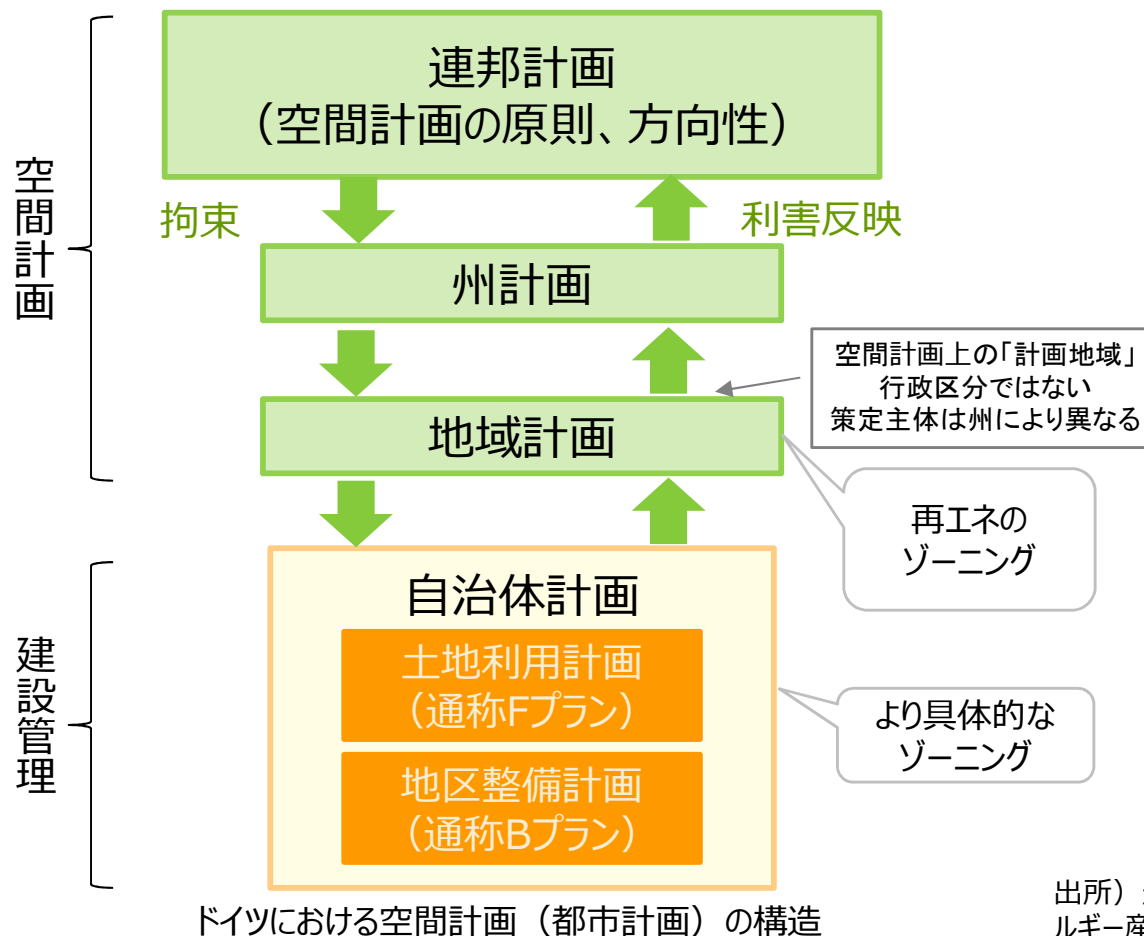 連邦計画
（空間計画の原則、方向性）
空間計画
拘束
利害反映
州計画
空間計画上の「計画地域」
行政区分ではない
策定主体は州により異なる
地域計画
再エネの
ゾーニング
建設管理
自治体計画
土地利用計画
（通称Fプラン）
より具体的な
ゾーニング
地区整備計画
（通称Bプラン）
ドイツにおける空間計画（都市計画）の構造
出所）
ルギー産